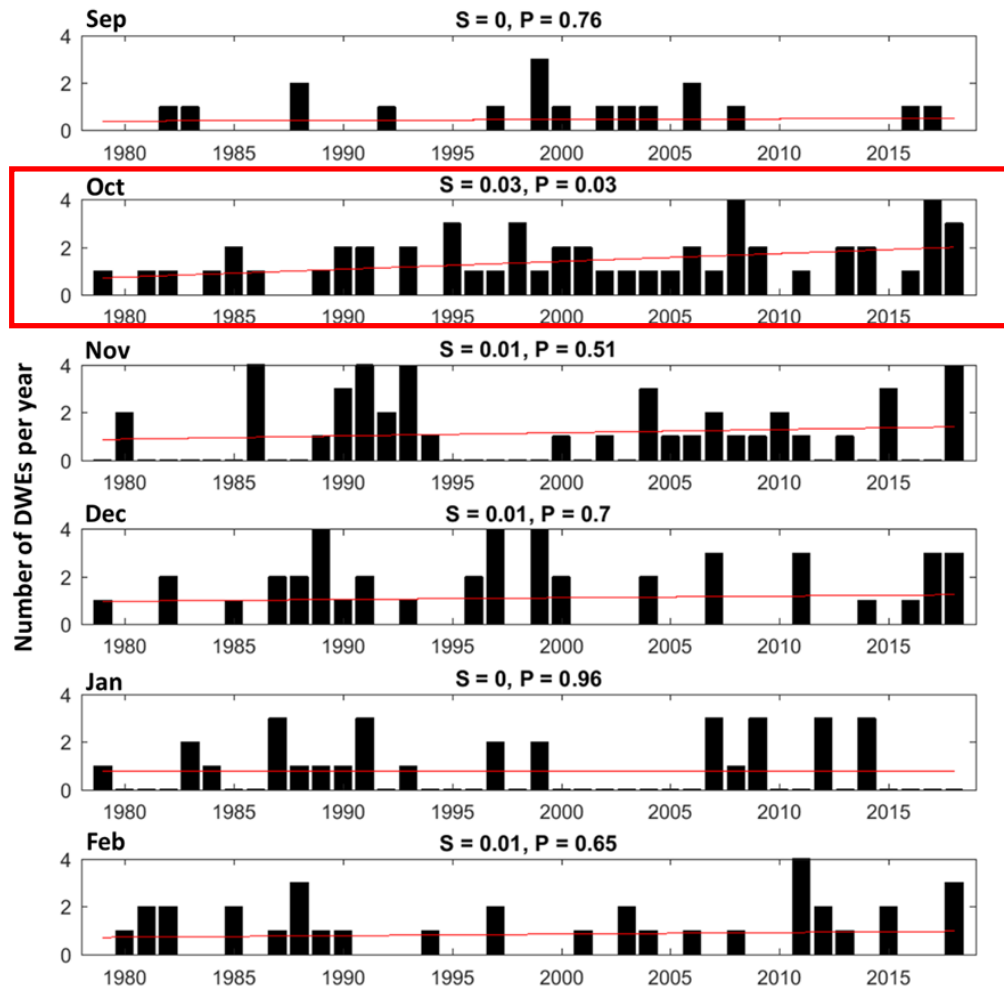 Number of DWEs per year
Sep
S = 0, P = 0.76
4
2
0
1980 1985 1990 1995 2000 2005 2010 2015
Oct
S = 0.03, P = 0.03
4
2
0
1980 1985 1990 1995 2000 2005 2010 2015
Nov
S = 0.01, P = 0.51
4
2
0
1980 1985 1990 1995 2000 2005 2010 2015
Dec
S = 0.01, P = 0.7
4
2
0
1980 1985 1990 1995 2000 2005 2010 2015
Jan
S = 0, P = 0.96
4
2
0
1980 1985 1990 1995 2000 2005 2010 2015
Feb
S = 0.01, P = 0.65
4
2
0
1980 1985 1990 1995 2000 2005 2010 2015